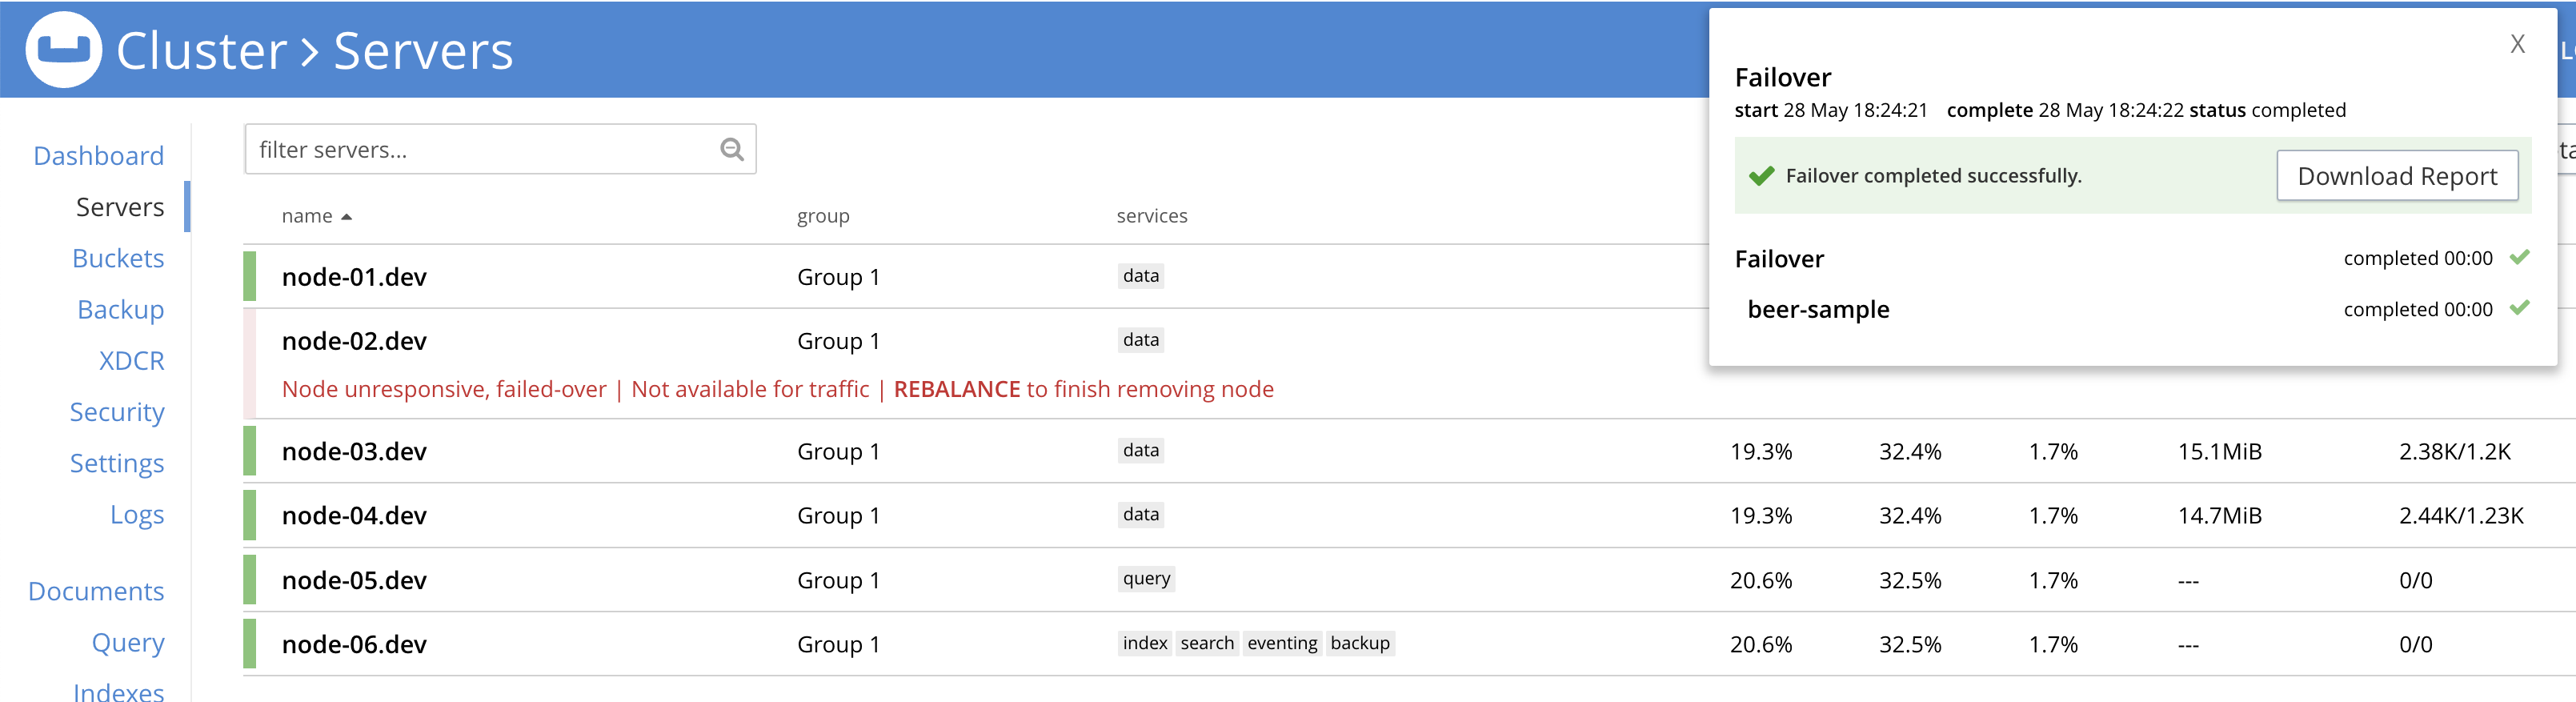 Cluster > Servers
X
Failover
start 28 May 18:24:21 complete 28 May 18:24:22 status completed
Failover completed successfully.
Download Report
Failover completed 00:00
beer-sample completed 00:00
Dashboard
Servers
Buckets
Backup
XDCR
Security
Settings
Logs
Documents
Query
Indexes
filter servers...
name group services
node-01.dev Group 1 data
node-02.dev Group 1 data
Node unresponsive, failed-over | Not available for traffic | REBALANCE to finish removing node
node-03.dev Group 1 data 19.3% 32.4% 1.7% 15.1MiB 2.38K/1.2K
node-04.dev Group 1 data 19.3% 32.4% 1.7% 14.7MiB 2.44K/1.23K
node-05.dev Group 1 query 20.6% 32.5% 1.7% --- 0/0
node-06.dev Group 1 index search eventing backup 20.6% 32.5% 1.7% --- 0/0